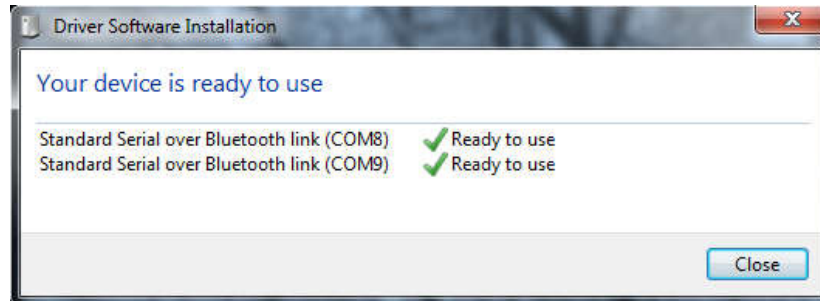 Driver Software Installation
Your device is ready to use
Standard Serial over Bluetooth link (COM8) Ready to use
Standard Serial over Bluetooth link (COM9) Ready to use
Close